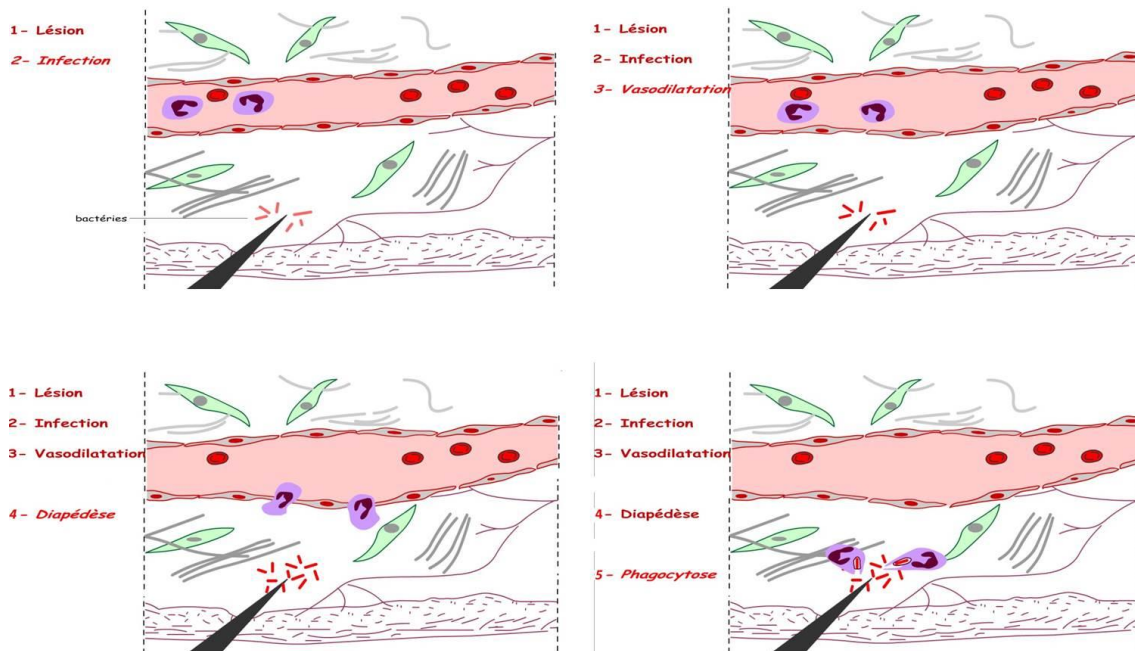 1- Lésion
2- Infection
bactéries
1- Lésion
2- Infection
3- Vasodilatation
1- Lésion
2- Infection
3- Vasodilatation
4- Diapédèse
1- Lésion
2- Infection
3- Vasodilatation
4- Diapédèse
5- Phagocytose